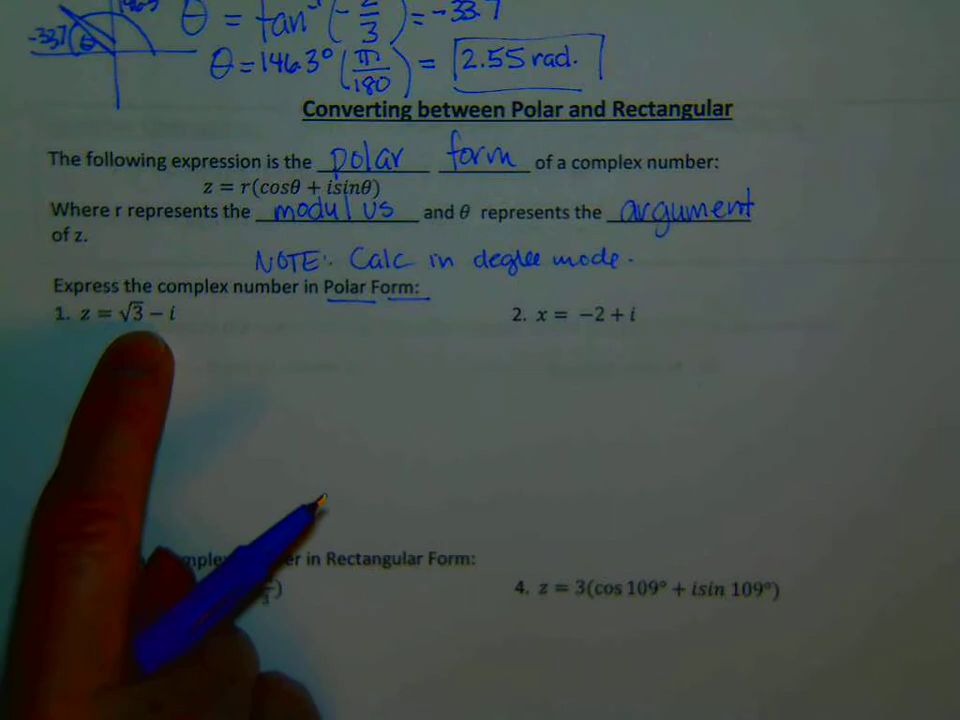 θ = tan⁻¹(-2/3) = -33.7
-33.7 θ
θ = 146.3° (π/180) = 2.55 rad.
Converting between Polar and Rectangular
The following expression is the polar form of a complex number:
z = r(cosθ + isinθ)
Where r represents the modulus and θ represents the argument
of z.
NOTE: Calc in degree mode.
Express the complex number in Polar Form:
1. z = √3 − i 2. x = −2 + i
in Rectangular Form:
4. z = 3(cos 109° + isin 109°)